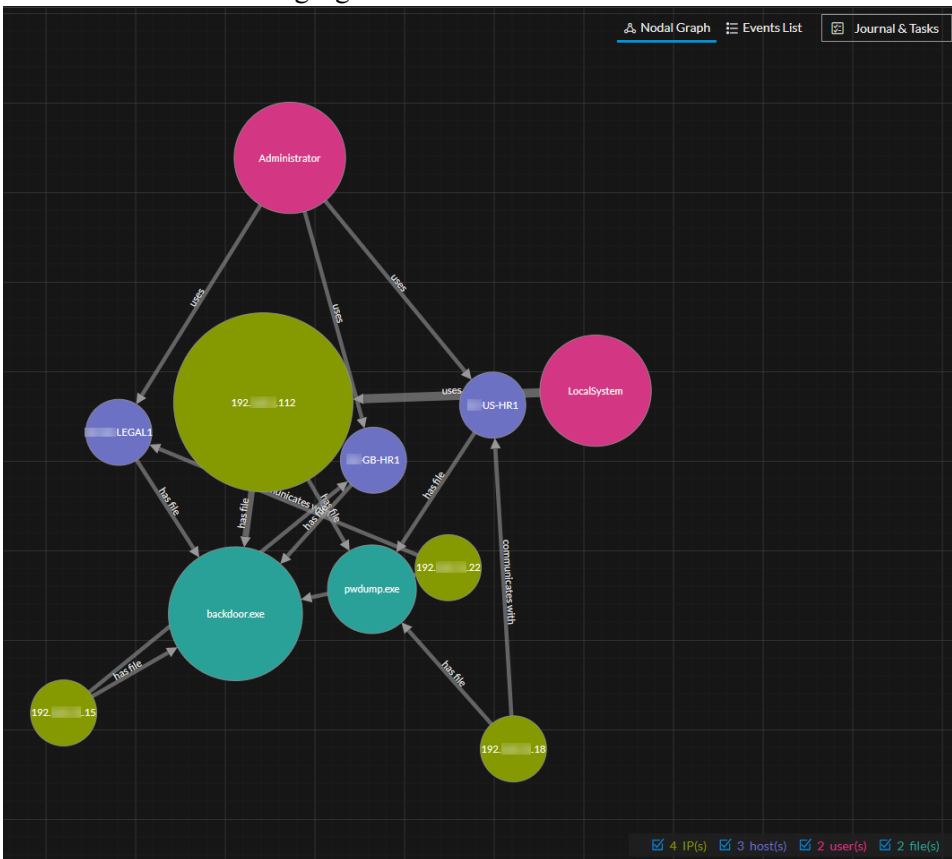 Nodal Graph Events List Journal & Tasks
Administrator
uses
uses
uses
192. .112
uses
LocalSystem
-US-HR1
LEGAL1
-GB-HR1
has file
has file
has file
has file
has file
communicates with
192. .22
pwdump.exe
backdoor.exe
has file
has file
192. .15
192. .18
4 IP(s) 3 host(s) 2 user(s) 2 file(s)